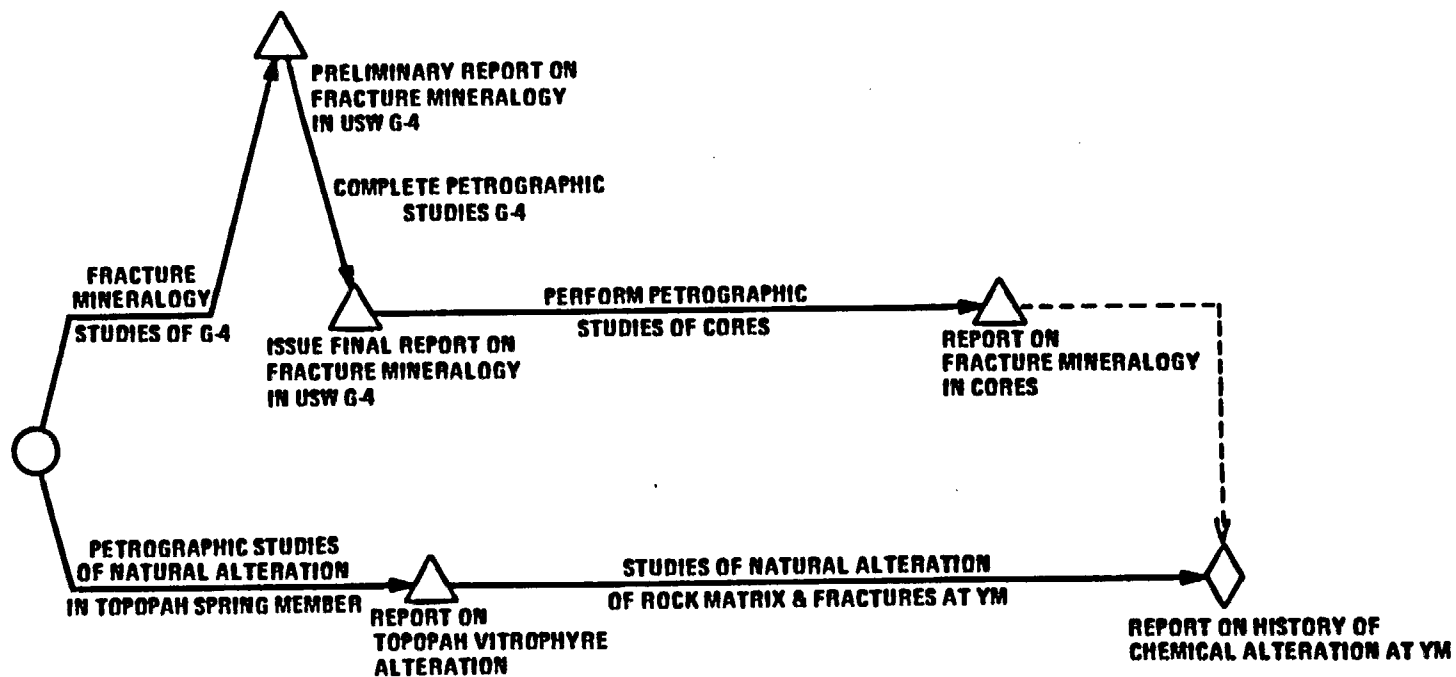 PRELIMINARY REPORT ON
FRACTURE MINERALOGY
IN USW G-4
COMPLETE PETROGRAPHIC
STUDIES G-4
FRACTURE
MINERALOGY
STUDIES OF G-4
ISSUE FINAL REPORT ON
FRACTURE MINERALOGY
IN USW G-4
PERFORM PETROGRAPHIC
STUDIES OF CORES
REPORT ON
FRACTURE MINERALOGY
IN CORES
PETROGRAPHIC STUDIES
OF NATURAL ALTERATION
IN TOPOPAH SPRING MEMBER
REPORT ON
TOPOPAH VITROPHYRE
ALTERATION
STUDIES OF NATURAL ALTERATION
OF ROCK MATRIX & FRACTURES AT YM
REPORT ON HISTORY OF
CHEMICAL ALTERATION AT YM